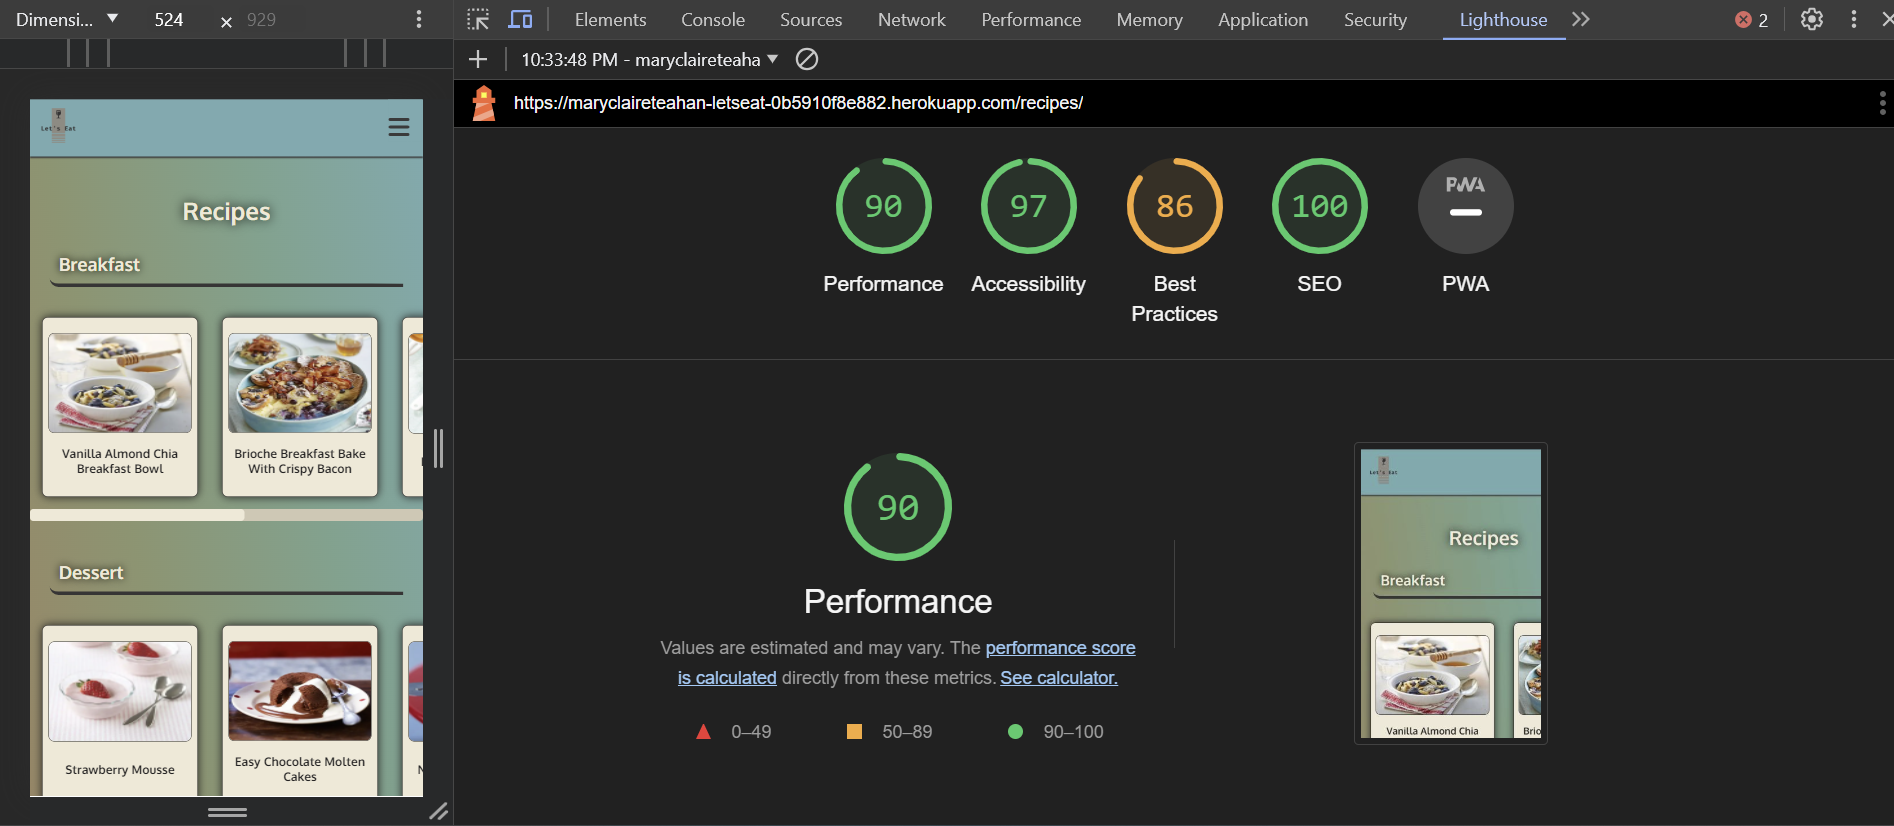 Dimensi... 524 × 929
Elements Console Sources Network Performance Memory Application Security Lighthouse 2
10:33:48 PM - maryclaireteaha
https://maryclaireteahan-letseat-0b5910f8e882.herokuapp.com/recipes/
Let's Eat
Recipes
Breakfast
Vanilla Almond Chia
Breakfast Bowl
Brioche Breakfast Bake
With Crispy Bacon
Dessert
Strawberry Mousse
Easy Chocolate Molten
Cakes
N
90 97 86 100 PWA
Performance Accessibility Best
Practices SEO PWA
90
Performance
Values are estimated and may vary. The performance score
is calculated directly from these metrics. See calculator.
0–49 50–89 90–100
Let's Eat
Recipes
Breakfast
Vanilla Almond Chia
Brio